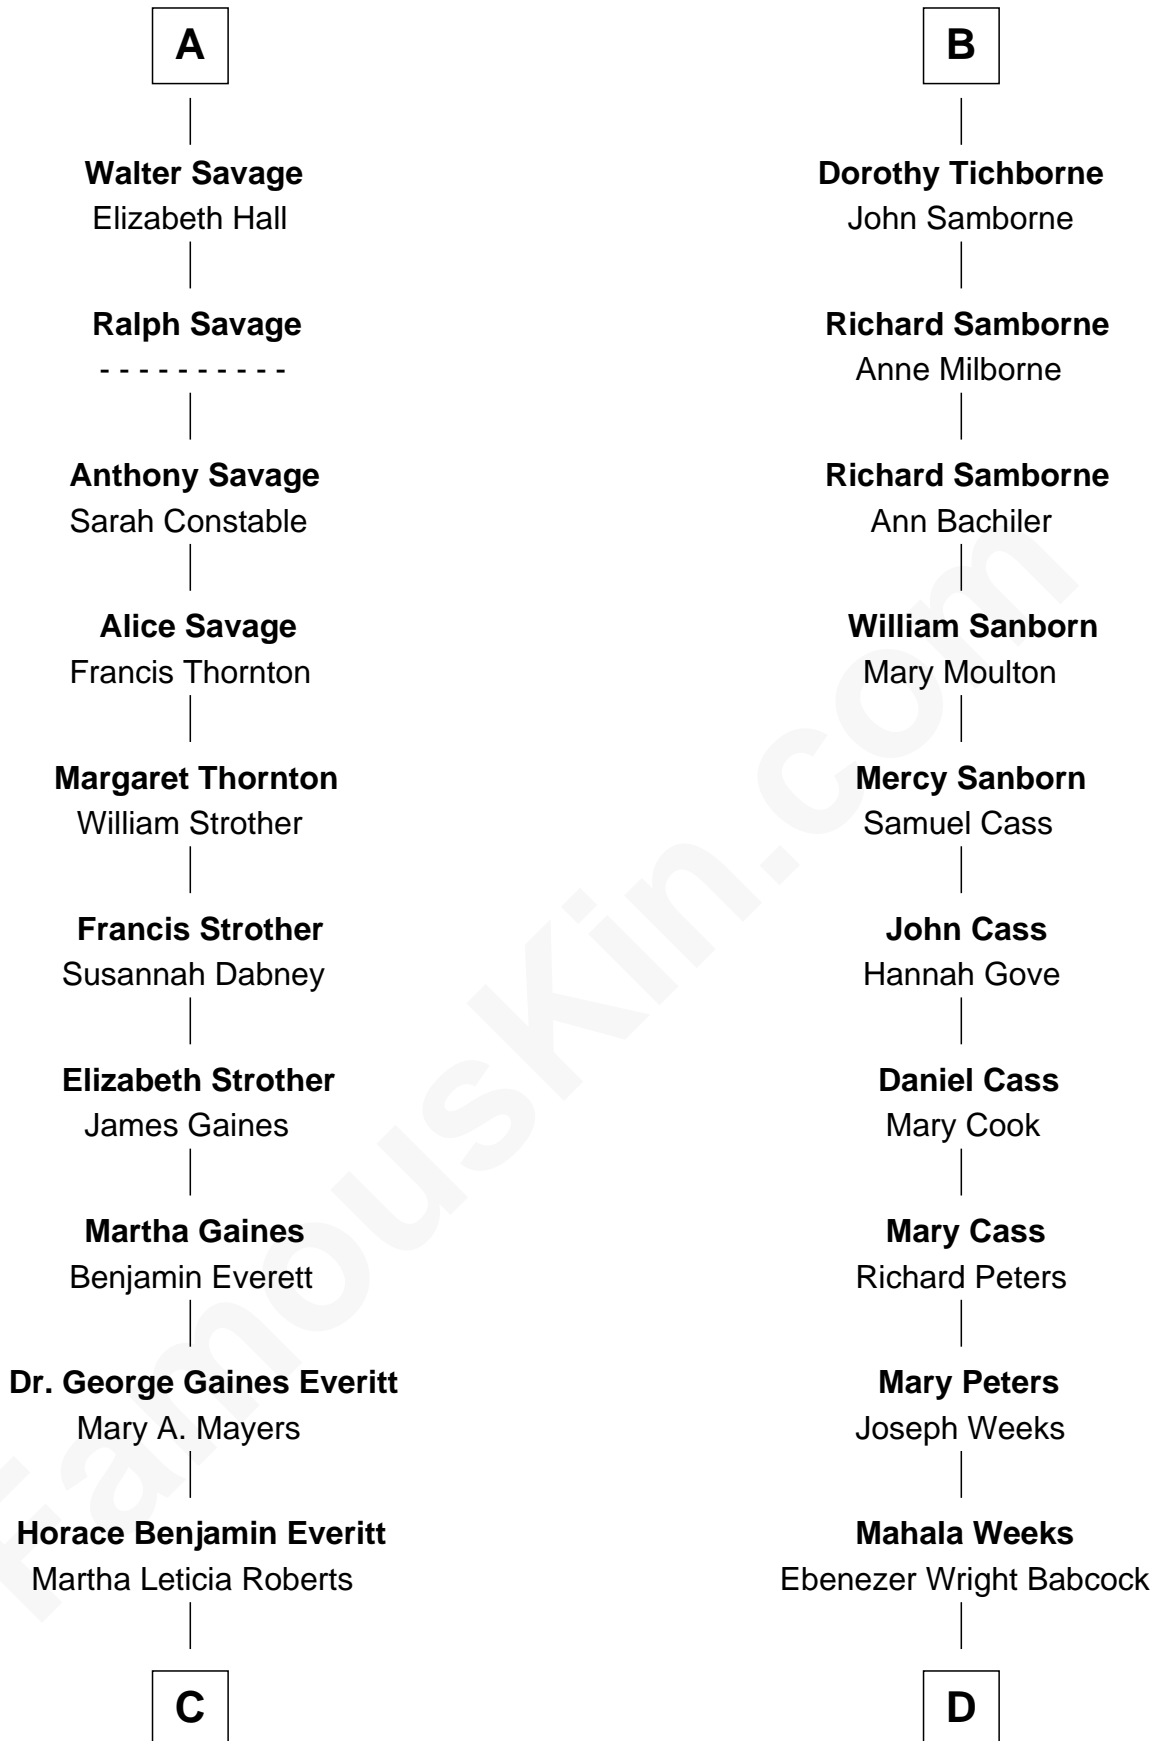 A
Walter Savage
Elizabeth Hall
Ralph Savage
- - - - - - - - - -
Anthony Savage
Sarah Constable
Alice Savage
Francis Thornton
Margaret Thornton
William Strother
Francis Strother
Susannah Dabney
Elizabeth Strother
James Gaines
Martha Gaines
Benjamin Everett
Dr. George Gaines Everitt
Mary A. Mayers
Horace Benjamin Everitt
Martha Leticia Roberts
C
B
Dorothy Tichborne
John Samborne
Richard Samborne
Anne Milborne
Richard Samborne
Ann Bachiler
William Sanborn
Mary Moulton
Mercy Sanborn
Samuel Cass
John Cass
Hannah Gove
Daniel Cass
Mary Cook
Mary Cass
Richard Peters
Mary Peters
Joseph Weeks
Mahala Weeks
Ebenezer Wright Babcock
D
FamousKin.com